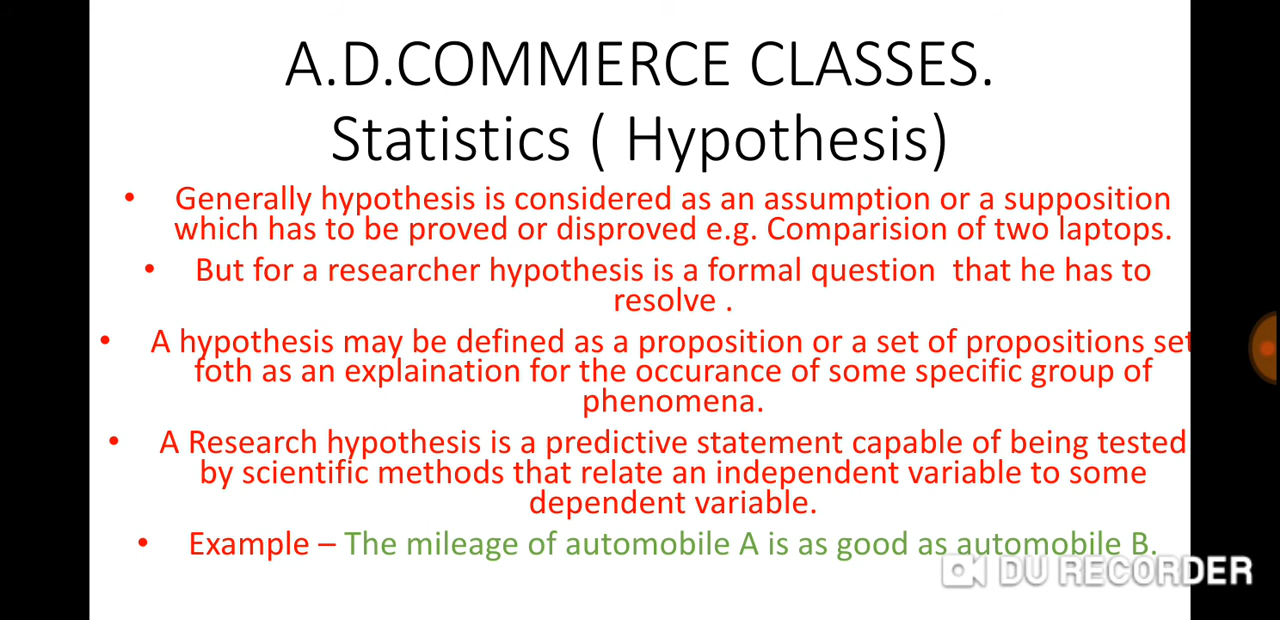 A.D.COMMERCE CLASSES.
Statistics ( Hypothesis)
• Generally hypothesis is considered as an assumption or a supposition
which has to be proved or disproved e.g. Comparision of two laptops.
• But for a researcher hypothesis is a formal question that he has to
resolve .
• A hypothesis may be defined as a proposition or a set of propositions set
foth as an explaination for the occurance of some specific group of
phenomena.
• A Research hypothesis is a predictive statement capable of being tested
by scientific methods that relate an independent variable to some
dependent variable.
• Example – The mileage of automobile A is as good as automobile B.
DU RECORDER